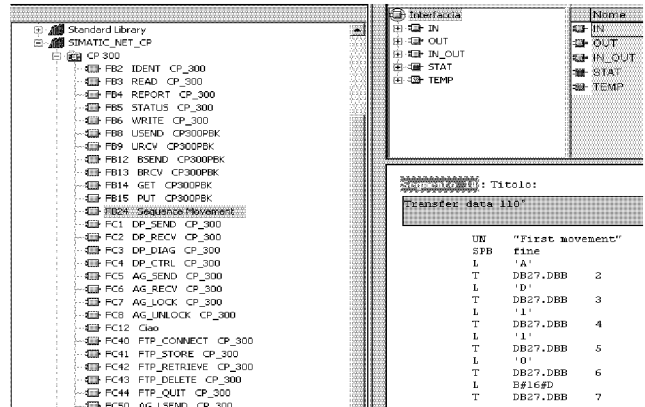 Standard Library
SIMATIC_NET_CP
CP 300
FB2 IDENT CP_300
FB3 READ CP_300
FB4 REPORT CP_300
FB5 STATUS CP_300
FB6 WRITE CP_300
FB8 USEND CP300PBK
FB9 URCV CP300PBK
FB12 BSEND CP300PBK
FB13 BRCV CP300PBK
FB14 GET CP300PBK
FB15 PUT CP300PBK
FB24 Sequence Movement
FC1 DP_SEND CP_300
FC2 DP_RECV CP_300
FC3 DP_DIAG CP_300
FC4 DP_CTRL CP_300
FC5 AG_SEND CP_300
FC6 AG_RECV CP_300
FC7 AG_LOCK CP_300
FC8 AG_UNLOCK CP_300
FC12 Ciao
FC40 FTP_CONNECT CP_300
FC41 FTP_STORE CP_300
FC42 FTP_RETRIEVE CP_300
FC43 FTP_DELETE CP_300
FC44 FTP_QUIT CP_300
FC50 AG_LSEND CP_300
Interfaccia
IN
OUT
IN_OUT
STAT
TEMP
Nome
IN
OUT
IN_OUT
STAT
TEMP
Segmento : Titolo:
Transfer data 110"
UN "First movement"
SPB fine
L 'A'
T DB27.DBB 2
L 'D'
T DB27.DBB 3
L '1'
T DB27.DBB 4
L '1'
T DB27.DBB 5
L '0'
T DB27.DBB 6
L B#16#D
T DB27.DBB 7